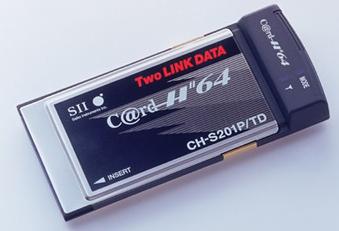 SII
Seiko Instruments Inc.
Two LINK DATA
C@rd H" 64
CH-S201P/TD
INSERT
C@rd H" 64
MODE